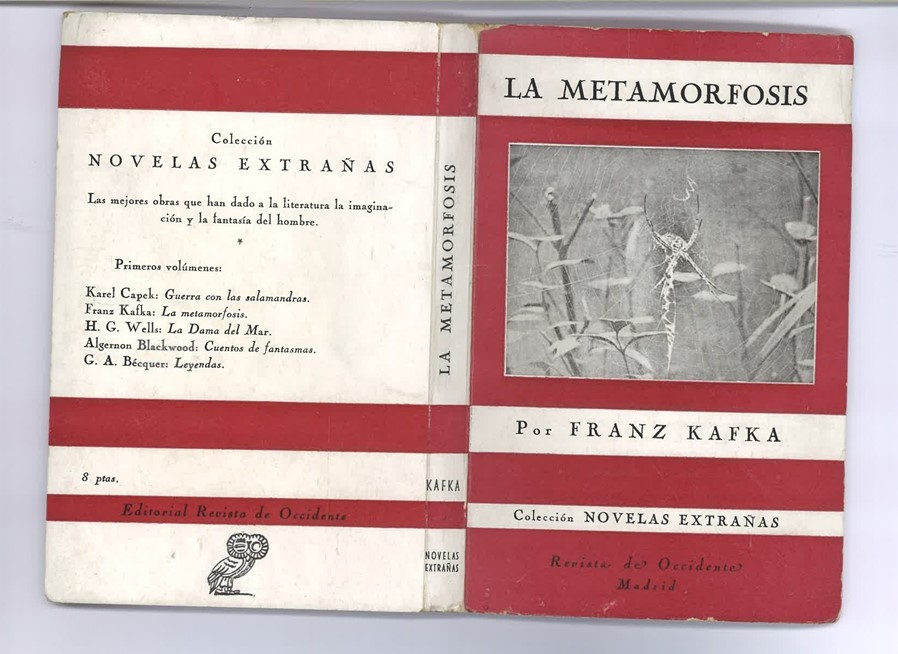 Colección
NOVELAS EXTRAÑAS
Las mejores obras que han dado a la literatura la imagina-
ción y la fantasía del hombre.
*
Primeros volúmenes:
Karel Capek: Guerra con las salamandras.
Franz Kafka: La metamorfosis.
H. G. Wells: La Dama del Mar.
Algernon Blackwood: Cuentos de fantasmas.
G. A. Bécquer: Leyendas.
8 ptas.
Editorial Revista de Occidente
LA METAMORFOSIS
KAFKA
NOVELAS
EXTRAÑAS
LA METAMORFOSIS
Por FRANZ KAFKA
Colección NOVELAS EXTRAÑAS
Revista de Occidente
Madrid